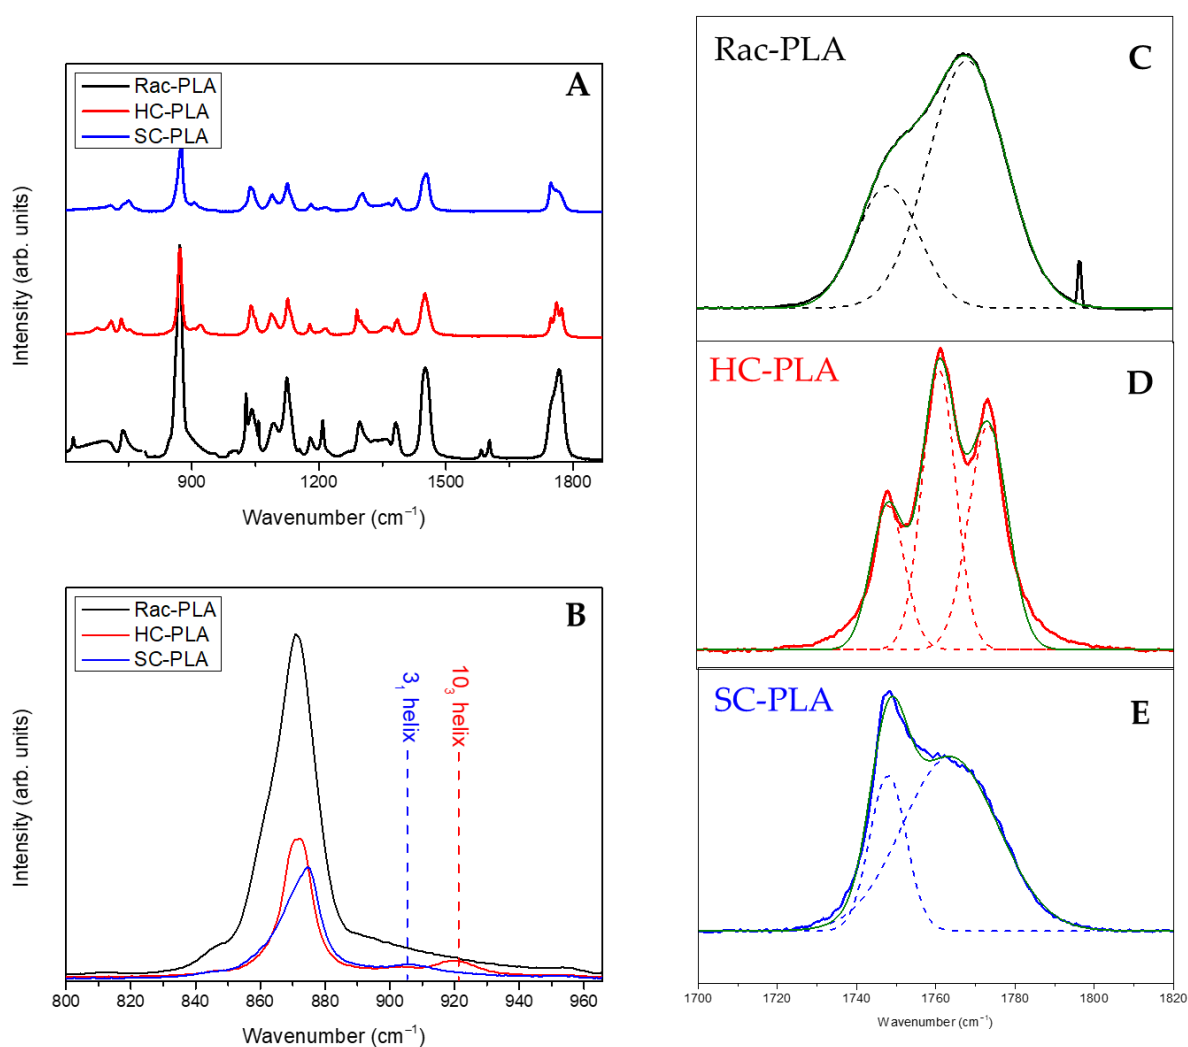 A
Rac-PLA
HC-PLA
SC-PLA
Intensity (arb. units)
900
1200
1500
1800
Wavenumber (cm⁻¹)
B
Rac-PLA
HC-PLA
SC-PLA
3₁ helix
10₃ helix
Intensity (arb. units)
800
820
840
860
880
900
920
940
960
Wavenumber (cm⁻¹)
Rac-PLA
C
HC-PLA
D
SC-PLA
E
1700
1720
1740
1760
1780
1800
1820
Wavenumber (cm⁻¹)